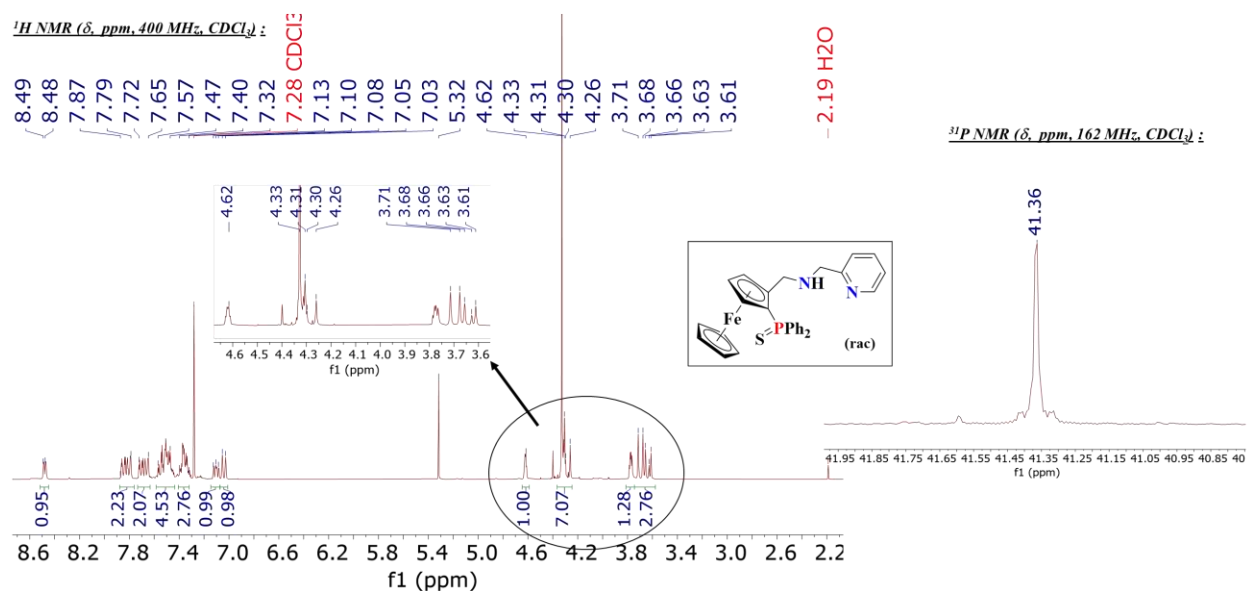 ¹H NMR (δ, ppm, 400 MHz, CDCl₃) :
8.49 8.48 7.87 7.79 7.72 7.65 7.57 7.47 7.40 7.32 7.28 CDCl3 7.13 7.10 7.08 7.05 7.03 5.32 4.62 4.33 4.31 4.30 4.26 3.71 3.68 3.66 3.63 3.61 2.19 H2O
4.62 4.33 4.31 4.30 4.26 3.71 3.68 3.66 3.63 3.61
4.6 4.5 4.4 4.3 4.2 4.1 4.0 3.9 3.8 3.7 3.6
f1 (ppm)
0.95 2.23 2.07 4.53 2.76 0.99 0.98 1.00 7.07 1.28 2.76
8.6 8.2 7.8 7.4 7.0 6.6 6.2 5.8 5.4 5.0 4.6 4.2 3.8 3.4 3.0 2.6 2.2
f1 (ppm)
NH
N
Fe
S
PPh₂
(rac)
³¹P NMR (δ, ppm, 162 MHz, CDCl₃) :
41.36
41.95 41.85 41.75 41.65 41.55 41.45 41.35 41.25 41.15 41.05 40.95 40.85
f1 (ppm)